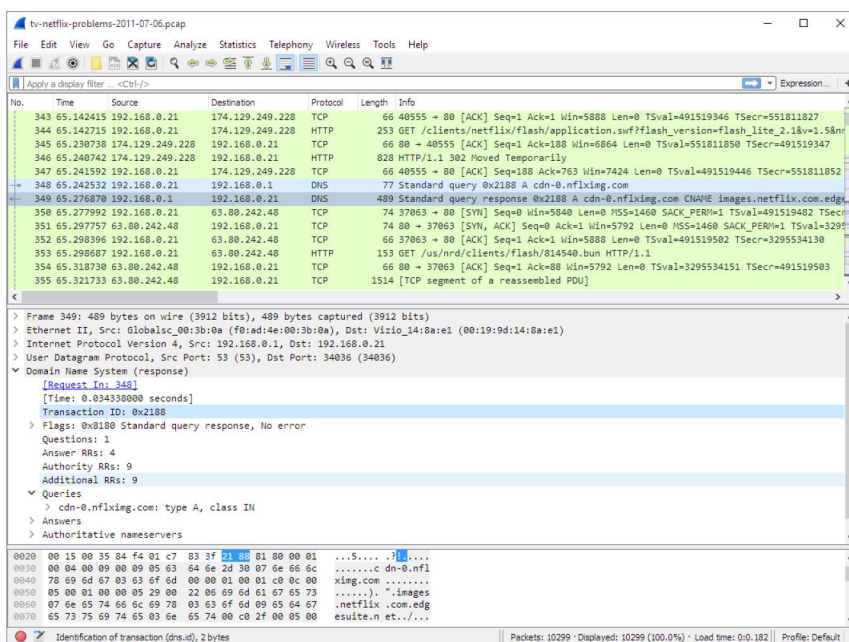 tv-netflix-problems-2011-07-06.pcap
File Edit View Go Capture Analyze Statistics Telephony Wireless Tools Help
Apply a display filter ... <Ctrl-/> Expression... +
No. Time Source Destination Protocol Length Info
343 65.142415 192.168.0.21 174.129.249.228 TCP 66 40555 → 80 [ACK] Seq=1 Ack=1 Win=5888 Len=0 TSval=491519346 TSecr=551811827
344 65.142715 192.168.0.21 174.129.249.228 HTTP 253 GET /clients/netflix/flash/application.swf?flash_version=flash_lite_2.1&v=1.5&nr
345 65.230738 174.129.249.228 192.168.0.21 TCP 66 80 → 40555 [ACK] Seq=1 Ack=188 Win=6864 Len=0 TSval=551811850 TSecr=491519347
346 65.240742 174.129.249.228 192.168.0.21 HTTP 828 HTTP/1.1 302 Moved Temporarily
347 65.241592 192.168.0.21 174.129.249.228 TCP 66 40555 → 80 [ACK] Seq=188 Ack=763 Win=7424 Len=0 TSval=491519446 TSecr=551811852
348 65.242532 192.168.0.21 192.168.0.1 DNS 77 Standard query 0x2188 A cdn-0.nflximg.com
349 65.276870 192.168.0.1 192.168.0.21 DNS 489 Standard query response 0x2188 A cdn-0.nflximg.com CNAME images.netflix.com.edge
350 65.277992 192.168.0.21 63.80.242.48 TCP 74 37063 → 80 [SYN] Seq=0 Win=5840 Len=0 MSS=1460 SACK_PERM=1 TSval=491519482 TSecr
351 65.297757 63.80.242.48 192.168.0.21 TCP 74 80 → 37063 [SYN, ACK] Seq=0 Ack=1 Win=5792 Len=0 MSS=1460 SACK_PERM=1 TSval=3295
352 65.298396 192.168.0.21 63.80.242.48 TCP 66 37063 → 80 [ACK] Seq=1 Ack=1 Win=5888 Len=0 TSval=491519502 TSecr=3295534130
353 65.298687 192.168.0.21 63.80.242.48 HTTP 153 GET /us/nrd/clients/flash/814540.bun HTTP/1.1
354 65.318730 63.80.242.48 192.168.0.21 TCP 66 80 → 37063 [ACK] Seq=1 Ack=88 Win=5792 Len=0 TSval=3295534151 TSecr=491519503
355 65.321733 63.80.242.48 192.168.0.21 TCP 1514 [TCP segment of a reassembled PDU]
> Frame 349: 489 bytes on wire (3912 bits), 489 bytes captured (3912 bits)
> Ethernet II, Src: Globalsc_00:3b:0a (f0:ad:4e:00:3b:0a), Dst: Vizio_14:8a:e1 (00:19:9d:14:8a:e1)
> Internet Protocol Version 4, Src: 192.168.0.1, Dst: 192.168.0.21
> User Datagram Protocol, Src Port: 53 (53), Dst Port: 34036 (34036)
Domain Name System (response)
[Request In: 348]
[Time: 0.034338000 seconds]
Transaction ID: 0x2188
> Flags: 0x8180 Standard query response, No error
Questions: 1
Answer RRs: 4
Authority RRs: 9
Additional RRs: 9
Queries
> cdn-0.nflximg.com: type A, class IN
> Answers
> Authoritative nameservers
0020 00 15 00 35 84 f4 01 c7 83 3f 21 88 81 80 00 01 ...5.... .?!.....
0030 00 04 00 09 00 09 05 63 64 6e 2d 30 07 6e 66 6c .......c dn-0.nfl
0040 78 69 6d 67 03 63 6f 6d 00 00 01 00 01 c0 0c 00 ximg.com ........
0050 05 00 01 00 00 05 29 00 22 06 69 6d 61 67 65 73 ......). ".images
0060 07 6e 65 74 66 6c 69 78 03 63 6f 6d 09 65 64 67 .netflix .com.edg
0070 65 73 75 69 74 65 03 6e 65 74 00 c0 2f 00 05 00 esuite.n et../...
Identification of transaction (dns.id), 2 bytes Packets: 10299 · Displayed: 10299 (100.0%) · Load time: 0:0.182 Profile: Default